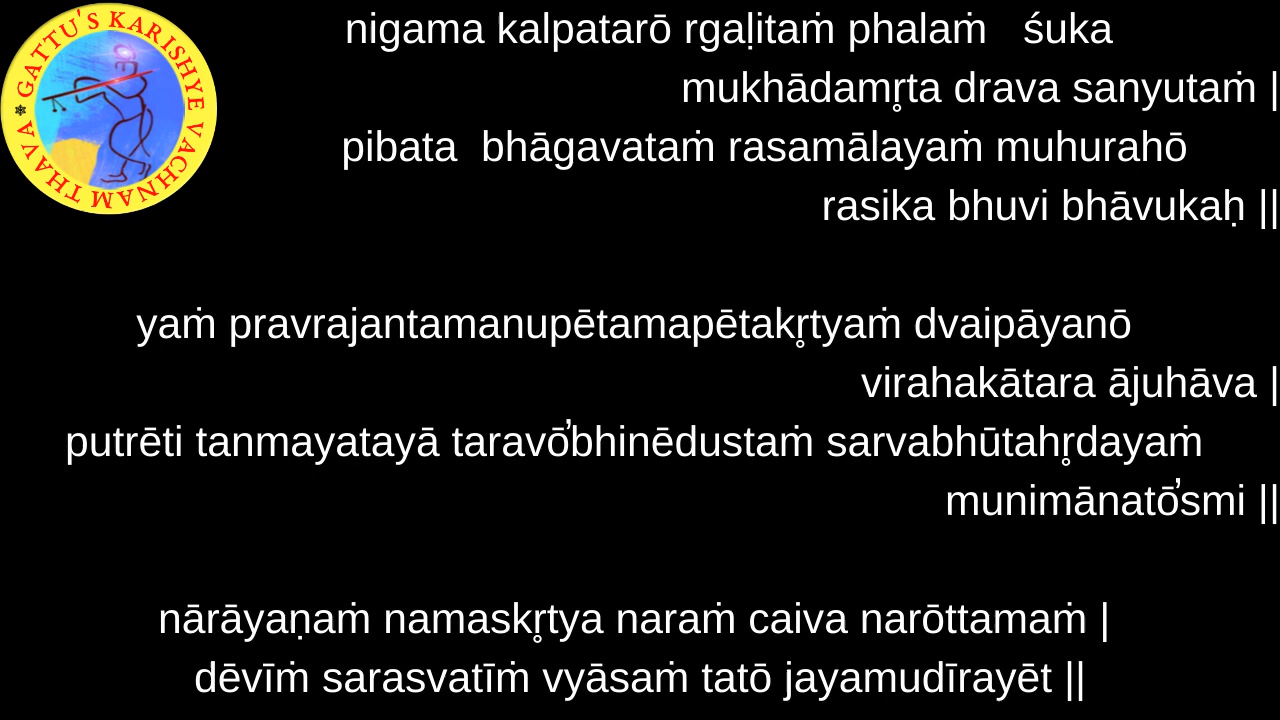 GATTU'S KARISHYE VACHNAM THAVA
nigama kalpatarō rgaḷitaṁ phalaṁ śuka
mukhādamr̥ta drava sanyutaṁ |
pibata bhāgavataṁ rasamālayaṁ muhurahō
rasika bhuvi bhāvukaḥ ||
yaṁ pravrajantamanupētamapētakr̥tyaṁ dvaipāyanō
virahakātara ājuhāva |
putrēti tanmayatayā taravō̕bhinēdustaṁ sarvabhūtahr̥dayaṁ
munimānatō̕smi ||
nārāyaṇaṁ namaskr̥tya naraṁ caiva narōttamaṁ |
dēvīṁ sarasvatīṁ vyāsaṁ tatō jayamudīrayēt ||